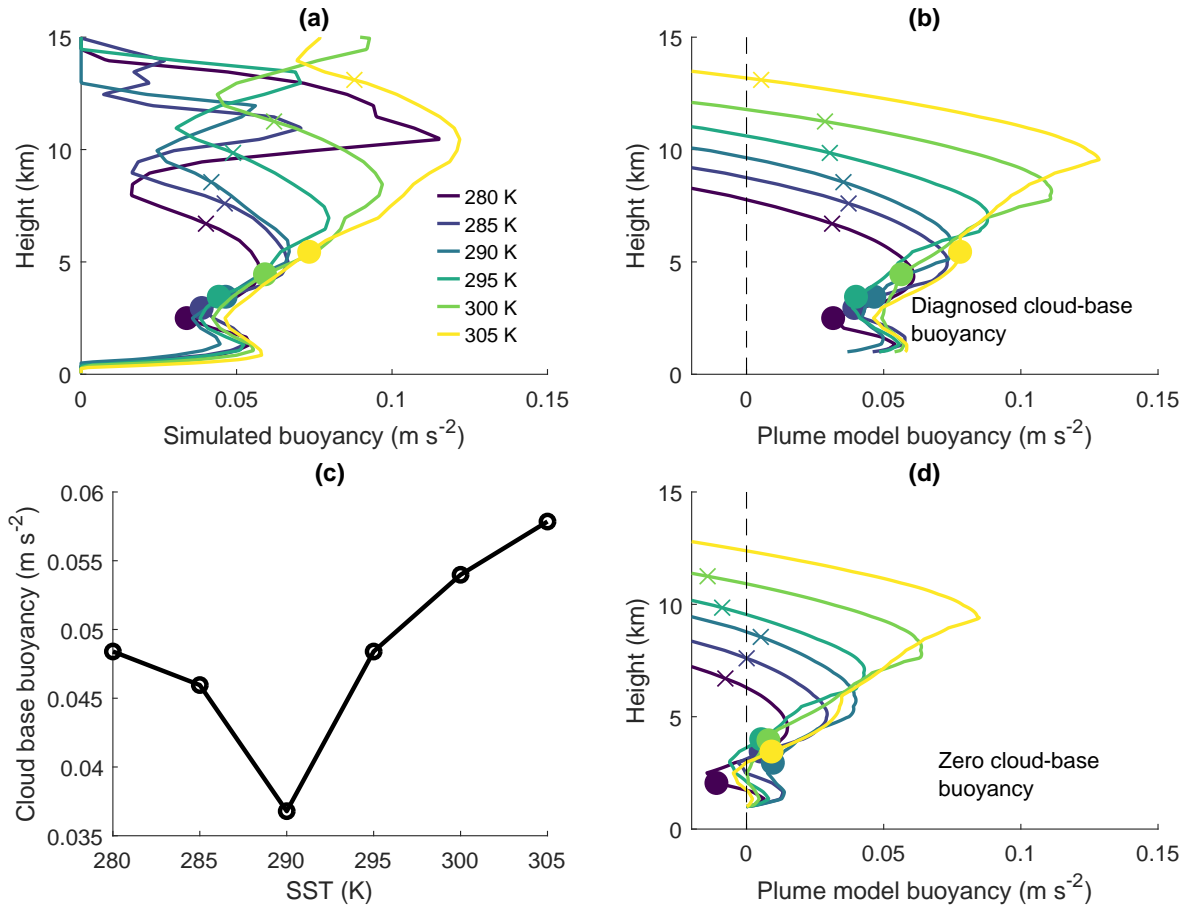 (a)
15
10
5
0
Height (km)
0
0.05
0.1
0.15
Simulated buoyancy (m s-2)
280 K
285 K
290 K
295 K
300 K
305 K
(b)
15
10
5
0
Height (km)
0
0.05
0.1
0.15
Plume model buoyancy (m s-2)
Diagnosed cloud-base
buoyancy
(c)
0.06
0.055
0.05
0.045
0.04
0.035
Cloud base buoyancy (m s-2)
280
285
290
295
300
305
SST (K)
(d)
15
10
5
0
Height (km)
0
0.05
0.1
0.15
Plume model buoyancy (m s-2)
Zero cloud-base
buoyancy